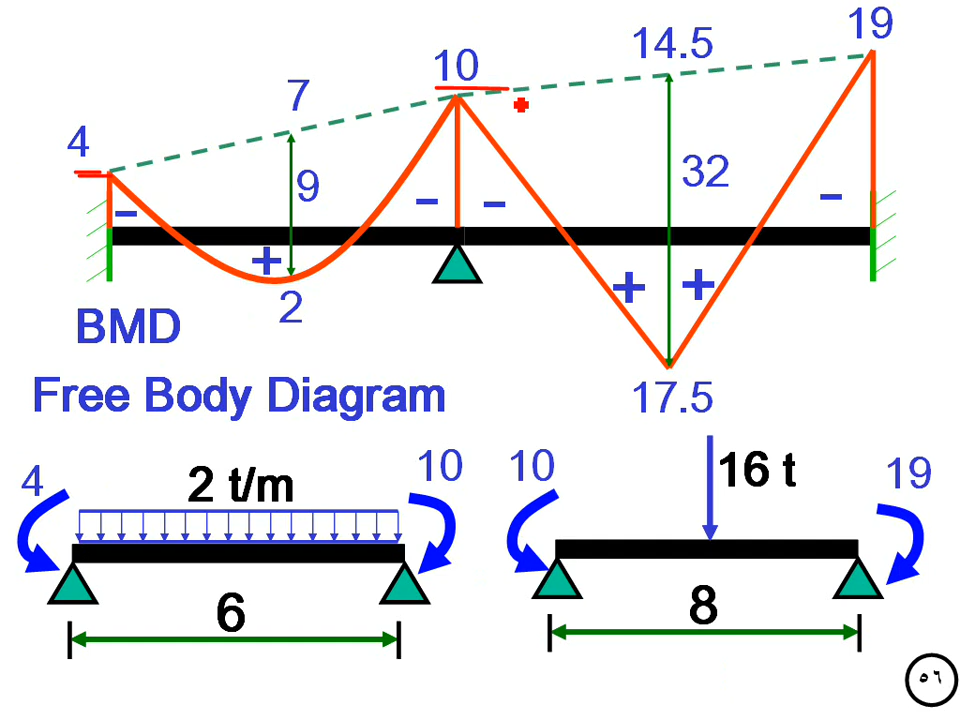 19
14.5
10
7
4
9
32
- - - -
+ + +
2
BMD
17.5
Free Body Diagram
4 2 t/m 10
10 16 t 19
6
8
٥٦